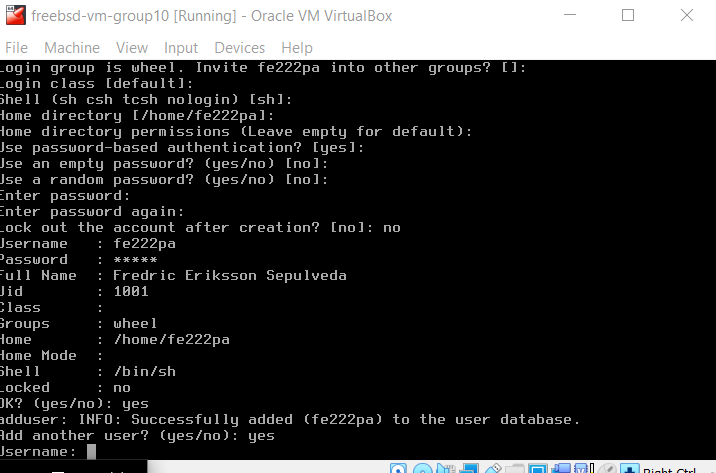 freebsd-vm-group10 [Running] - Oracle VM VirtualBox
File Machine View Input Devices Help
Login group is wheel. Invite fe222pa into other groups? []:
Login class [default]:
Shell (sh csh tcsh nologin) [sh]:
Home directory [/home/fe222pa]:
Home directory permissions (Leave empty for default):
Use password-based authentication? [yes]:
Use an empty password? (yes/no) [no]:
Use a random password? (yes/no) [no]:
Enter password:
Enter password again:
Lock out the account after creation? [no]: no
Username : fe222pa
Password : *****
Full Name : Fredric Eriksson Sepulveda
Uid : 1001
Class :
Groups : wheel
Home : /home/fe222pa
Home Mode :
Shell : /bin/sh
Locked : no
OK? (yes/no): yes
adduser: INFO: Successfully added (fe222pa) to the user database.
Add another user? (yes/no): yes
Username:
Right Ctrl